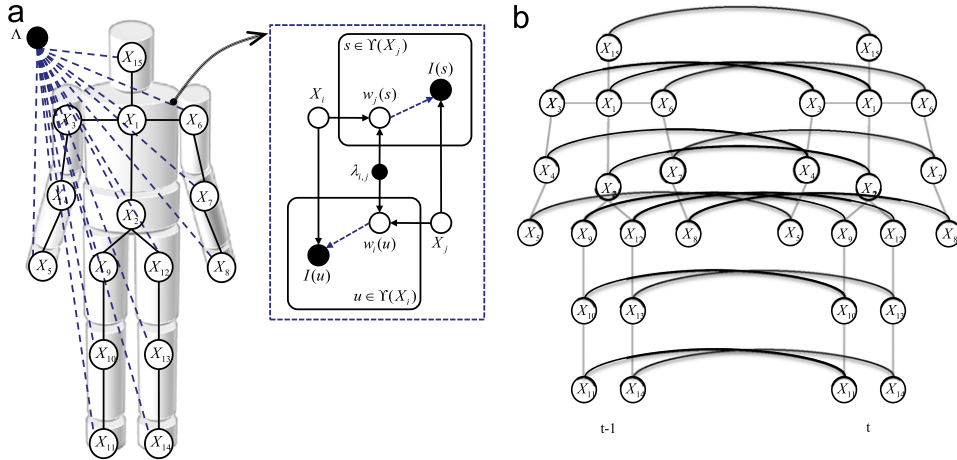 a
Λ
X15
X3
X1
X6
X4
X7
X2
X5
X9
X12
X8
X10
X13
X11
X14
s ∈ Υ(Xj)
I(s)
Xi
wj(s)
λi,j
wi(u)
Xj
I(u)
u ∈ Υ(Xi)
b
X15 X15
X3 X1 X6 X3 X1 X6
X4 X7 X4 X7
X2 X2
X5 X9 X12 X8 X5 X9 X12 X8
X10 X13 X10 X13
X11 X14 X11 X14
t-1 t